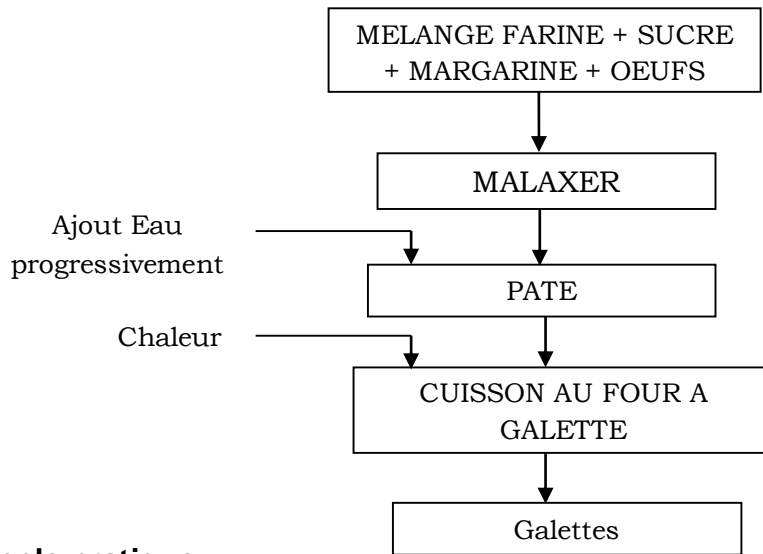 MELANGE FARINE + SUCRE
+ MARGARINE + OEUFS
MALAXER
Ajout Eau
progressivement
PATE
Chaleur
CUISSON AU FOUR A
GALETTE
Galettes